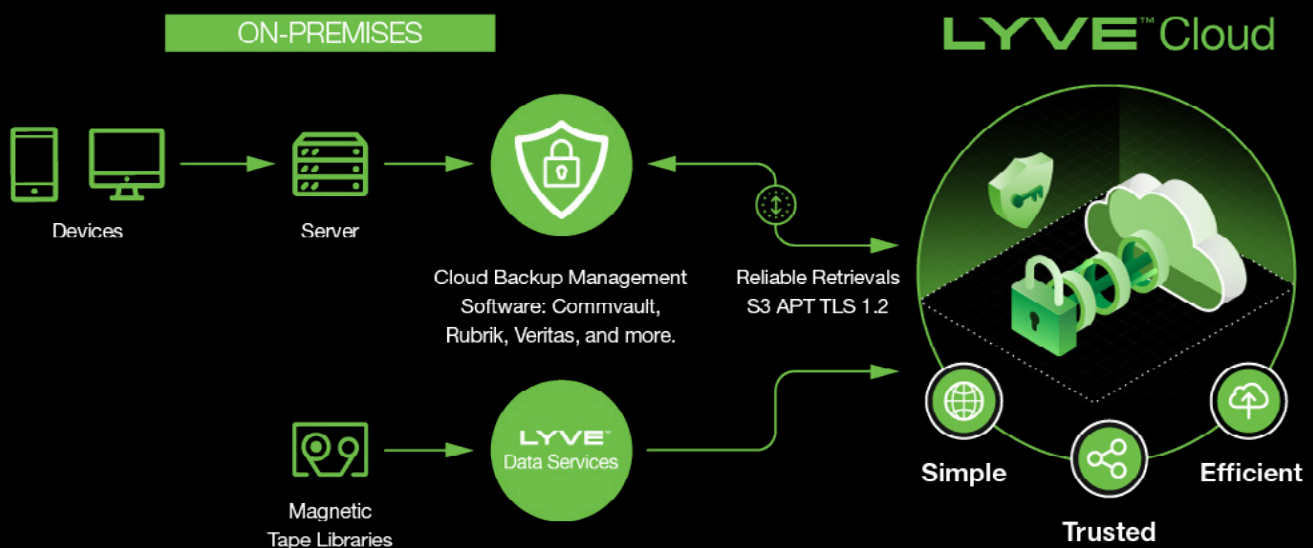 ON-PREMISES
LYVE™ Cloud
Devices
Server
Cloud Backup Management
Software: Commvault,
Rubrik, Veritas, and more.
Reliable Retrievals
S3 APT TLS 1.2
Magnetic
Tape Libraries
LYVE™
Data Services
Simple
Trusted
Efficient